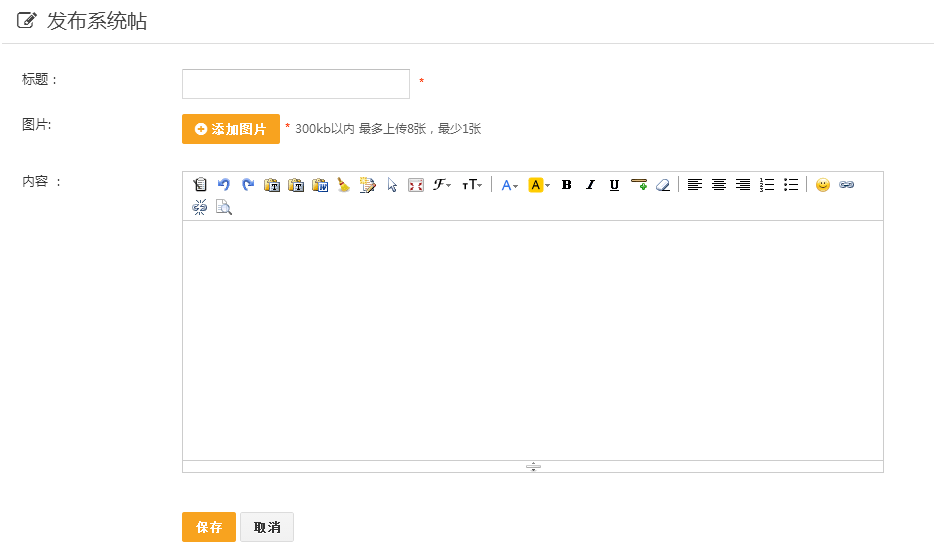 发布系统帖
标题：
*
图片:
添加图片
* 300kb以内 最多上传8张，最少1张
内容 ：
保存
取消